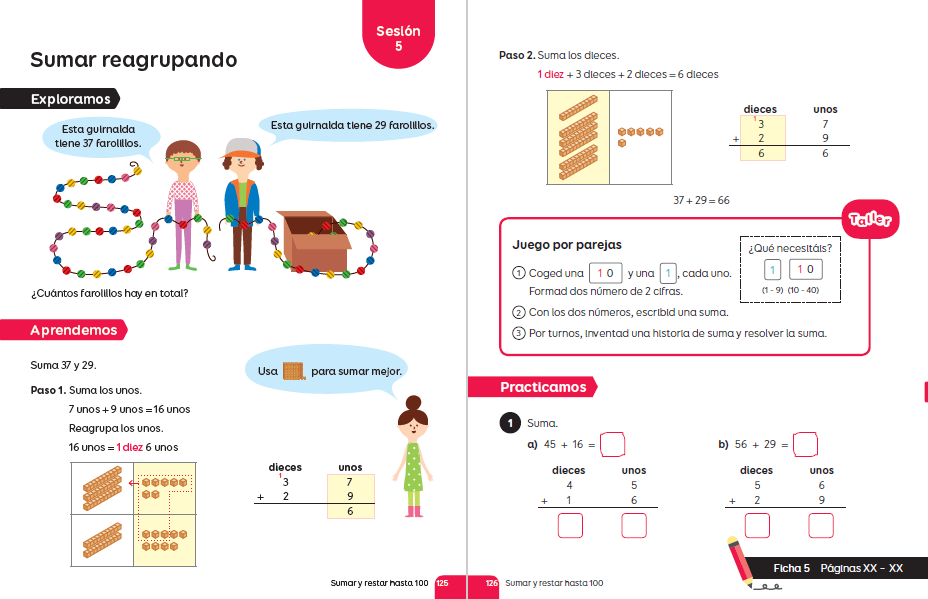 Sesión
5
Sumar reagrupando
Exploramos
Esta guirnalda
tiene 37 farolillos.
Esta guirnalda tiene 29 farolillos.
¿Cuántos farolillos hay en total?
Aprendemos
Suma 37 y 29.
Usa para sumar mejor.
Paso 1. Suma los unos.
7 unos + 9 unos = 16 unos
Reagrupa los unos.
16 unos = 1 diez 6 unos
dieces unos
1
3 7
+ 2 9
6
Sumar y restar hasta 100 125
Paso 2. Suma los dieces.
1 diez + 3 dieces + 2 dieces = 6 dieces
dieces unos
1
3 7
+ 2 9
6 6
37 + 29 = 66
Taller
Juego por parejas
¿Qué necesitáis?
1 1 0
(1 - 9) (10 - 40)
1 Coged una 1 0 y una 1, cada uno.
Formad dos número de 2 cifras.
2 Con los dos números, escribid una suma.
3 Por turnos, inventad una historia de suma y resolver la suma.
Practicamos
1 Suma.
a) 45 + 16 =
dieces unos
4 5
+ 1 6
b) 56 + 29 =
dieces unos
5 6
+ 2 9
Ficha 5 Páginas XX - XX
126 Sumar y restar hasta 100